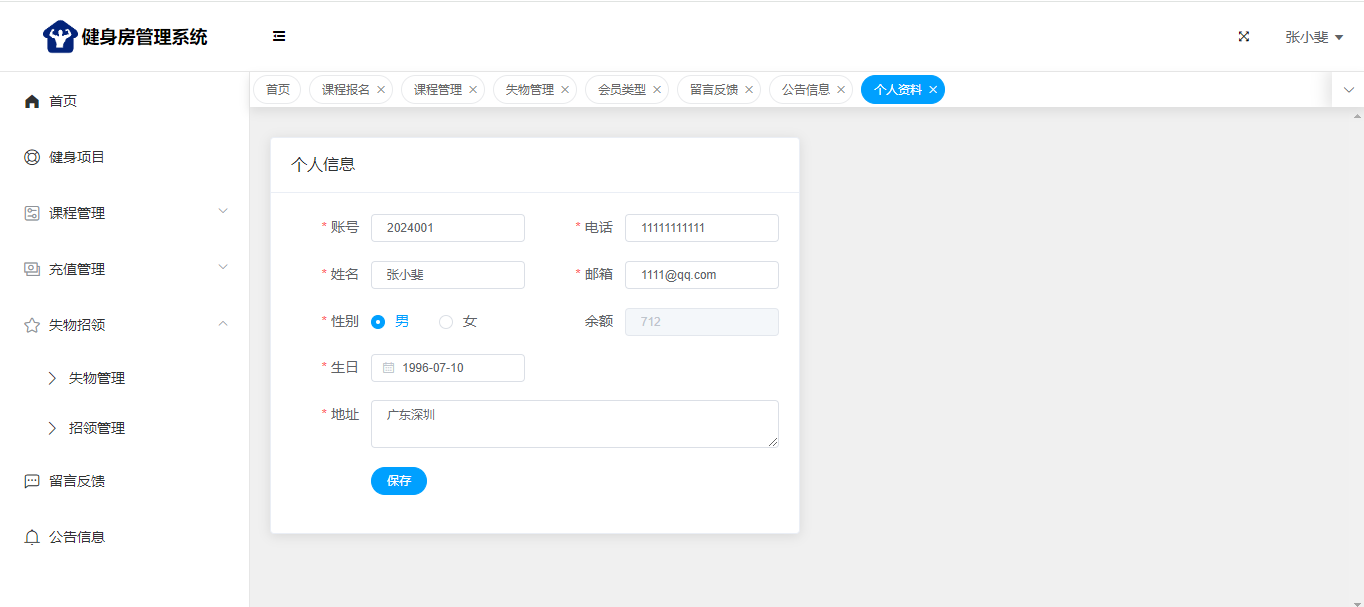 健身房管理系统
张小斐
首页
健身项目
课程管理
充值管理
失物招领
失物管理
招领管理
留言反馈
公告信息
首页 课程报名 课程管理 失物管理 会员类型 留言反馈 公告信息 个人资料
个人信息
* 账号 2024001 * 电话 11111111111
* 姓名 张小斐 * 邮箱 1111@qq.com
* 性别 男 女 余额 712
* 生日 1996-07-10
* 地址 广东深圳
保存